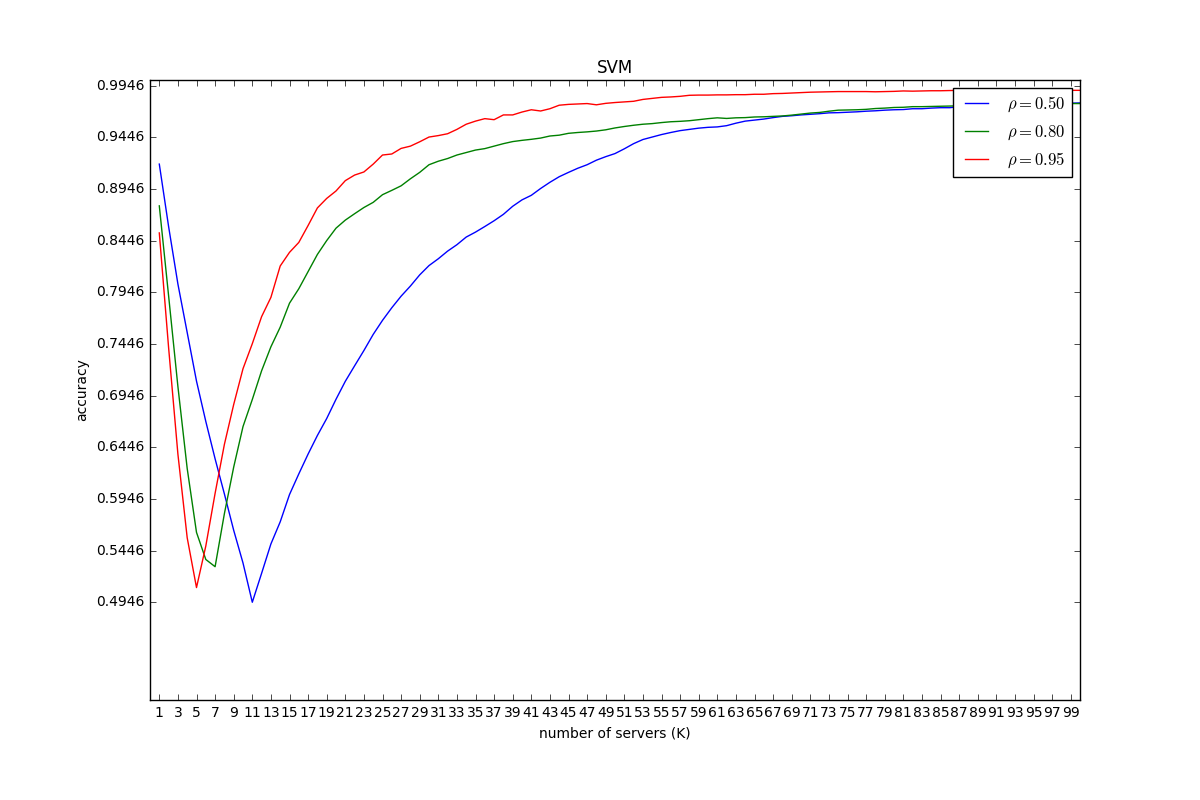 SVM
0.9946
0.9446
0.8946
0.8446
0.7946
0.7446
0.6946
0.6446
0.5946
0.5446
0.4946
accuracy
ρ = 0.50
ρ = 0.80
ρ = 0.95
1 3 5 7 9 11 13 15 17 19 21 23 25 27 29 31 33 35 37 39 41 43 45 47 49 51 53 55 57 59 61 63 65 67 69 71 73 75 77 79 81 83 85 87 89 91 93 95 97 99
number of servers (K)